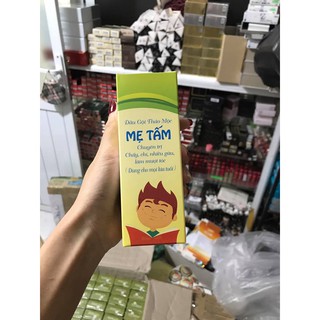 Dầu Gội Thảo Mộc
MẸ TẤM
Chuyên trị
Chấy, chí, nhiều gàu,
làm mượt tóc
( Dùng cho mọi lứa tuổi )